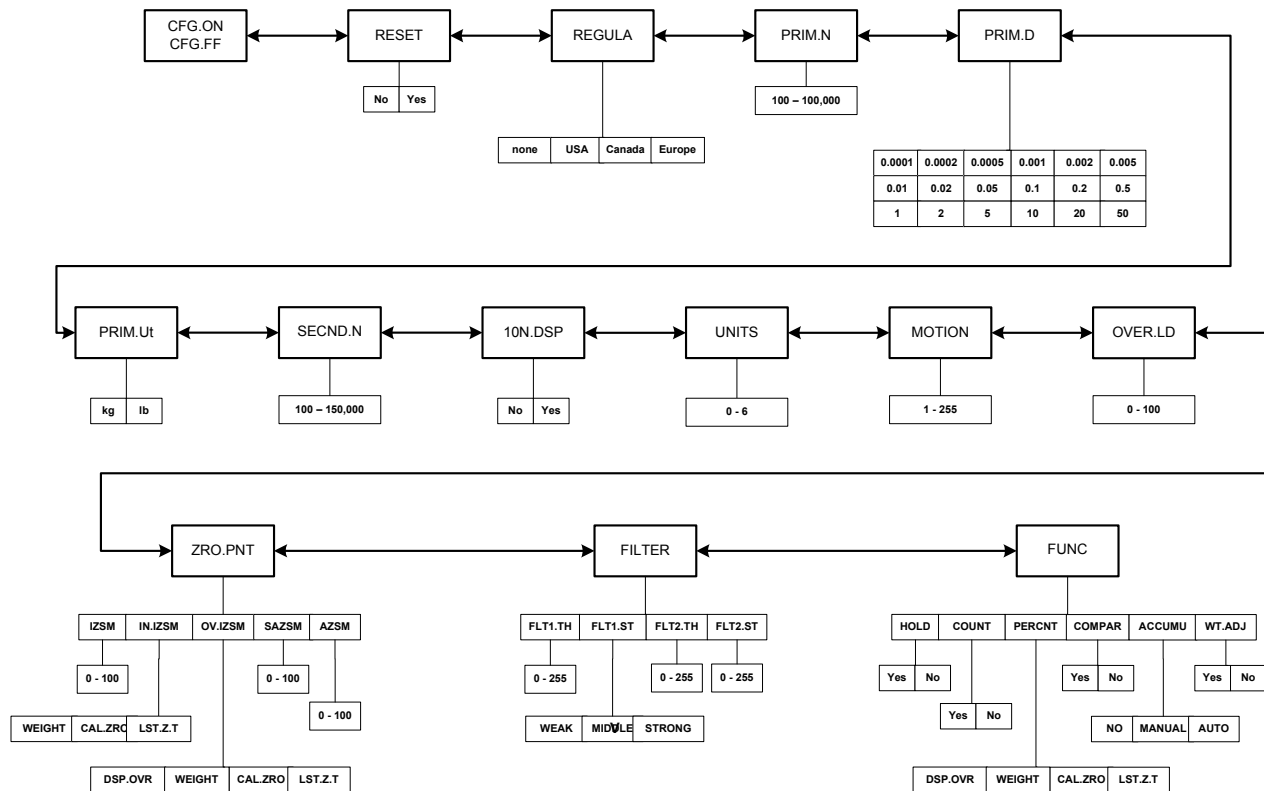 CFG.ON
CFG.FF
RESET
REGULA
PRIM.N
PRIM.D
No Yes
100 – 100,000
none USA Canada Europe
0.0001 0.0002 0.0005 0.001 0.002 0.005
0.01 0.02 0.05 0.1 0.2 0.5
1 2 5 10 20 50
PRIM.Ut
SECND.N
10N.DSP
UNITS
MOTION
OVER.LD
kg lb
100 – 150,000
No Yes
0 - 6
1 - 255
0 - 100
ZRO.PNT
FILTER
FUNC
IZSM IN.IZSM OV.IZSM SAZSM AZSM
FLT1.TH FLT1.ST FLT2.TH FLT2.ST
HOLD COUNT PERCNT COMPAR ACCUMU WT.ADJ
0 - 100
0 - 100
0 - 255
0 - 255
0 - 255
Yes No
Yes No
Yes No
0 - 100
Yes No
WEIGHT CAL.ZRO LST.Z.T
WEAK MIDDLE STRONG
NO MANUAL AUTO
DSP.OVR WEIGHT CAL.ZRO LST.Z.T
DSP.OVR WEIGHT CAL.ZRO LST.Z.T